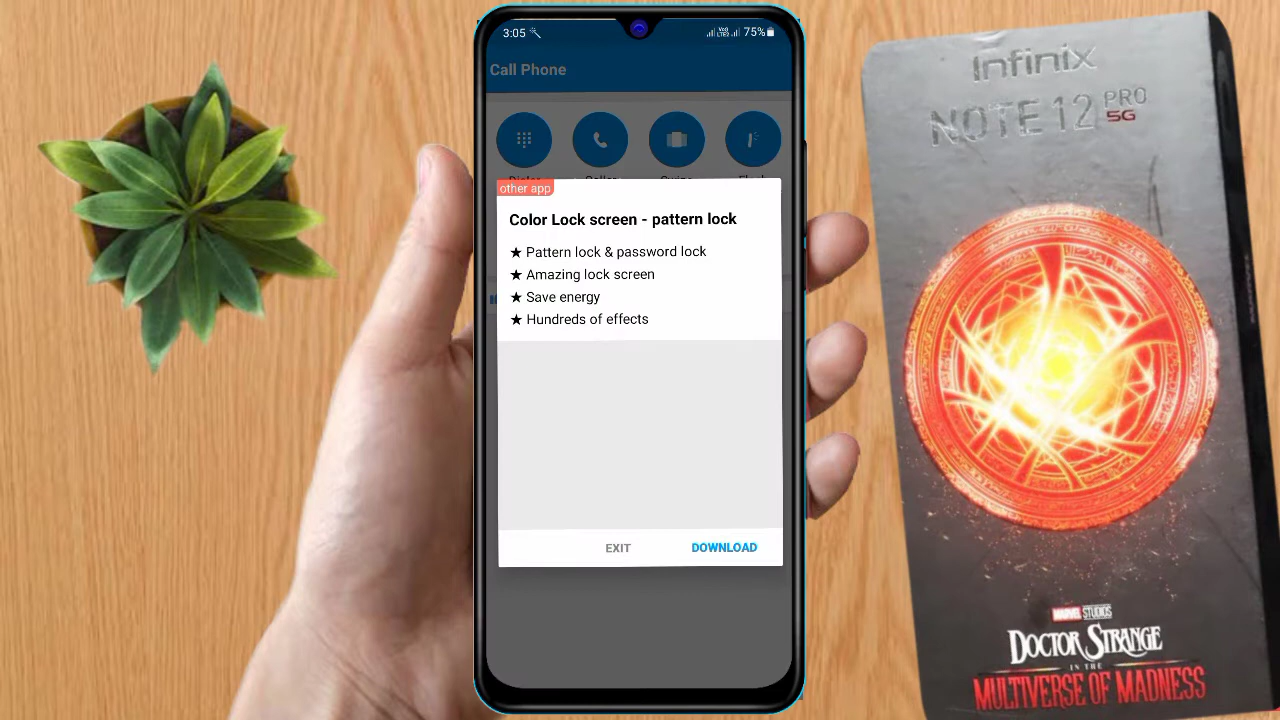 3:05
75%
Call Phone
other app
Color Lock screen - pattern lock
★ Pattern lock & password lock
★ Amazing lock screen
★ Save energy
★ Hundreds of effects
EXIT
DOWNLOAD
Infinix
NOTE 12 PRO
5G
MARVEL STUDIOS
DOCTOR STRANGE
IN THE
MULTIVERSE OF MADNESS